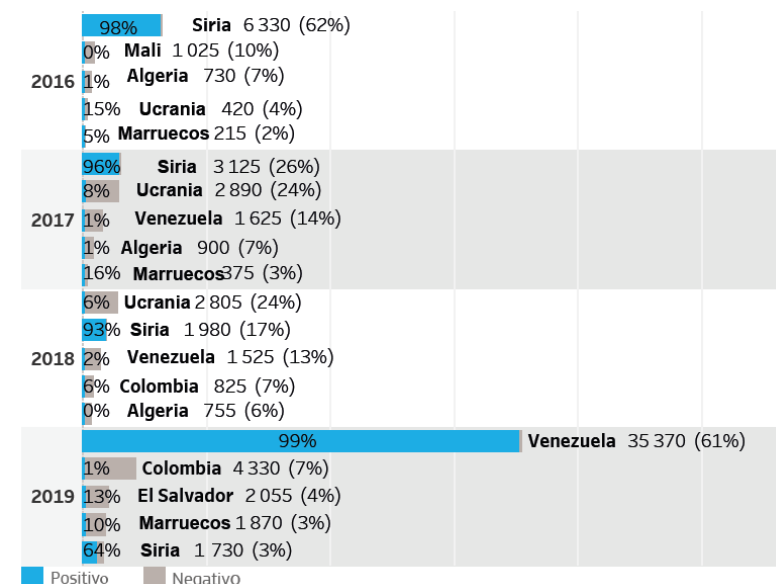 98% Siria 6 330 (62%)
0% Mali 1 025 (10%)
2016 1% Algeria 730 (7%)
15% Ucrania 420 (4%)
5% Marruecos 215 (2%)
96% Siria 3 125 (26%)
8% Ucrania 2 890 (24%)
2017 1% Venezuela 1 625 (14%)
1% Algeria 900 (7%)
16% Marruecos 375 (3%)
6% Ucrania 2 805 (24%)
93% Siria 1 980 (17%)
2018 2% Venezuela 1 525 (13%)
6% Colombia 825 (7%)
0% Algeria 755 (6%)
99% Venezuela 35 370 (61%)
1% Colombia 4 330 (7%)
2019 13% El Salvador 2 055 (4%)
10% Marruecos 1 870 (3%)
64% Siria 1 730 (3%)
Positivo Negativo